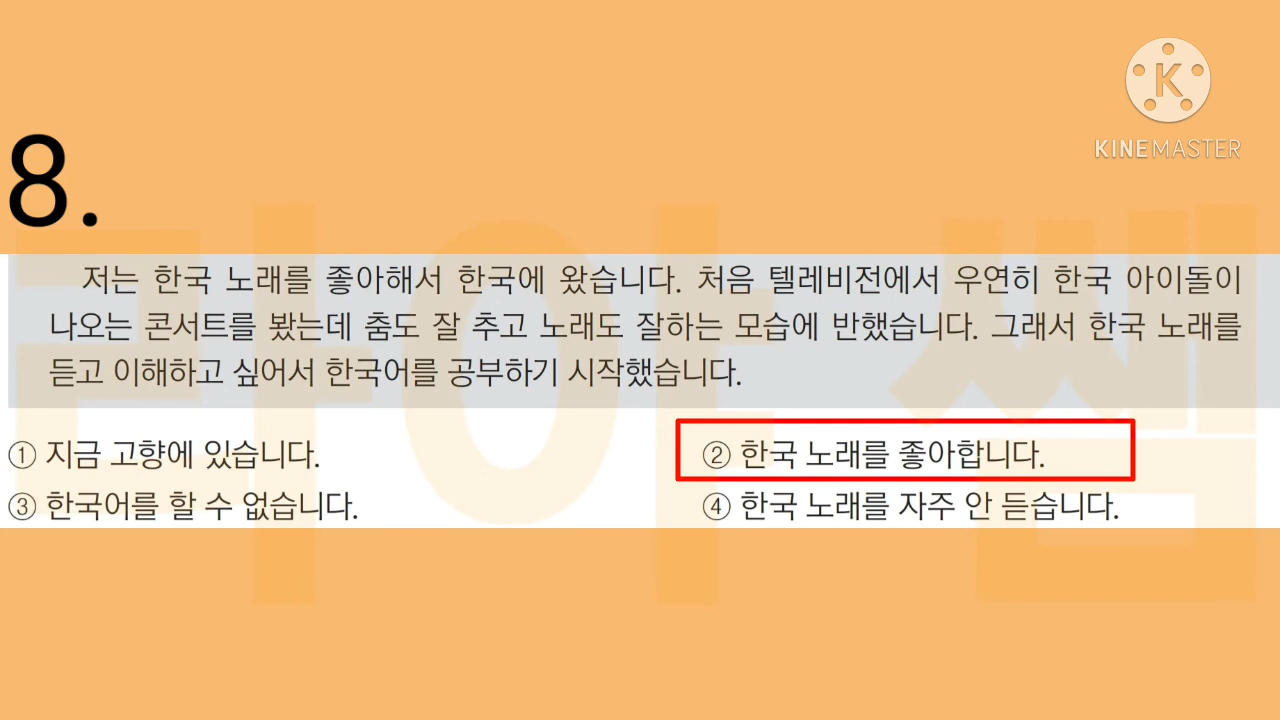 KINEMASTER
8.
저는 한국 노래를 좋아해서 한국에 왔습니다. 처음 텔레비전에서 우연히 한국 아이돌이
나오는 콘서트를 봤는데 춤도 잘 추고 노래도 잘하는 모습에 반했습니다. 그래서 한국 노래를
듣고 이해하고 싶어서 한국어를 공부하기 시작했습니다.
① 지금 고향에 있습니다.
② 한국 노래를 좋아합니다.
③ 한국어를 할 수 없습니다.
④ 한국 노래를 자주 안 듣습니다.